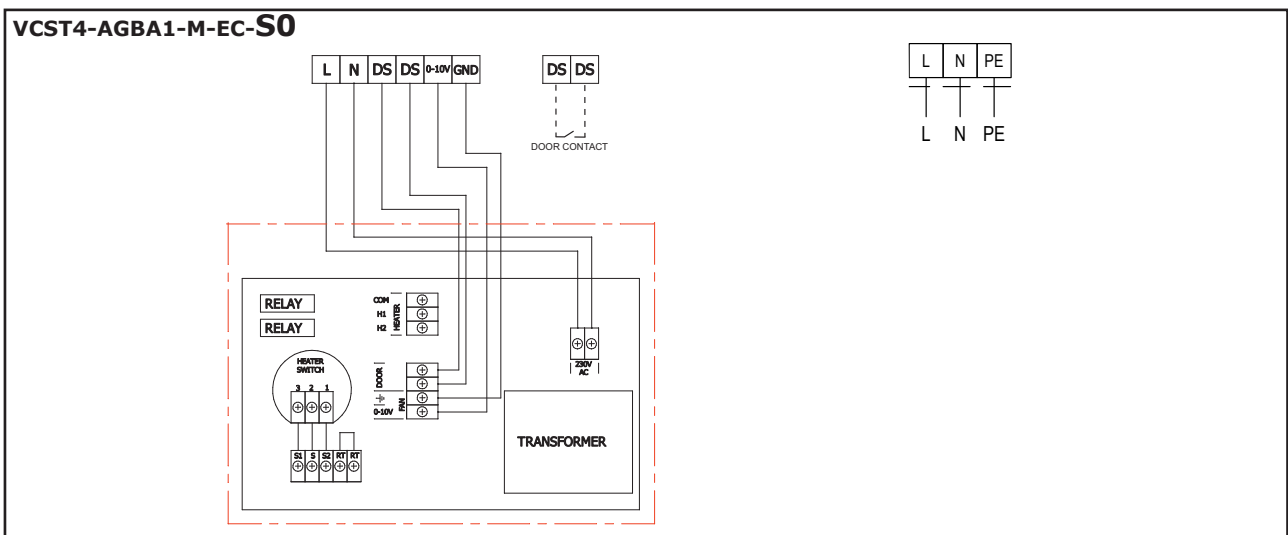 VCST4-AGBA1-M-EC-S0
L N DS DS 0-10V GND
DS DS
DOOR CONTACT
L N PE
L N PE
RELAY
RELAY
COM
H1
H2
HEATER
HEATER
SWITCH
3 2 1
DOOR
FAN
0-10V
S1 S S2 RT RT
230V
AC
TRANSFORMER